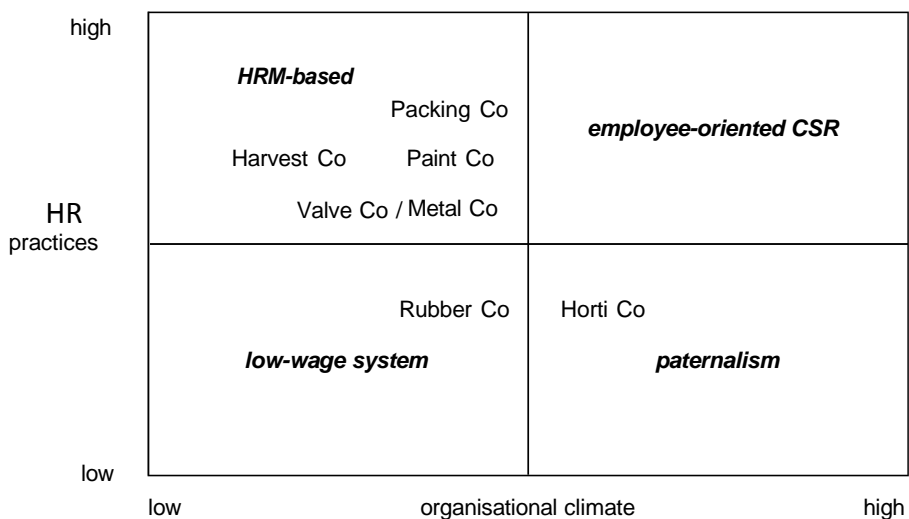 high
HRM-based
Packing Co
employee-oriented CSR
Harvest Co Paint Co
HR
practices
Valve Co / Metal Co
Rubber Co Horti Co
low-wage system paternalism
low
low organisational climate high